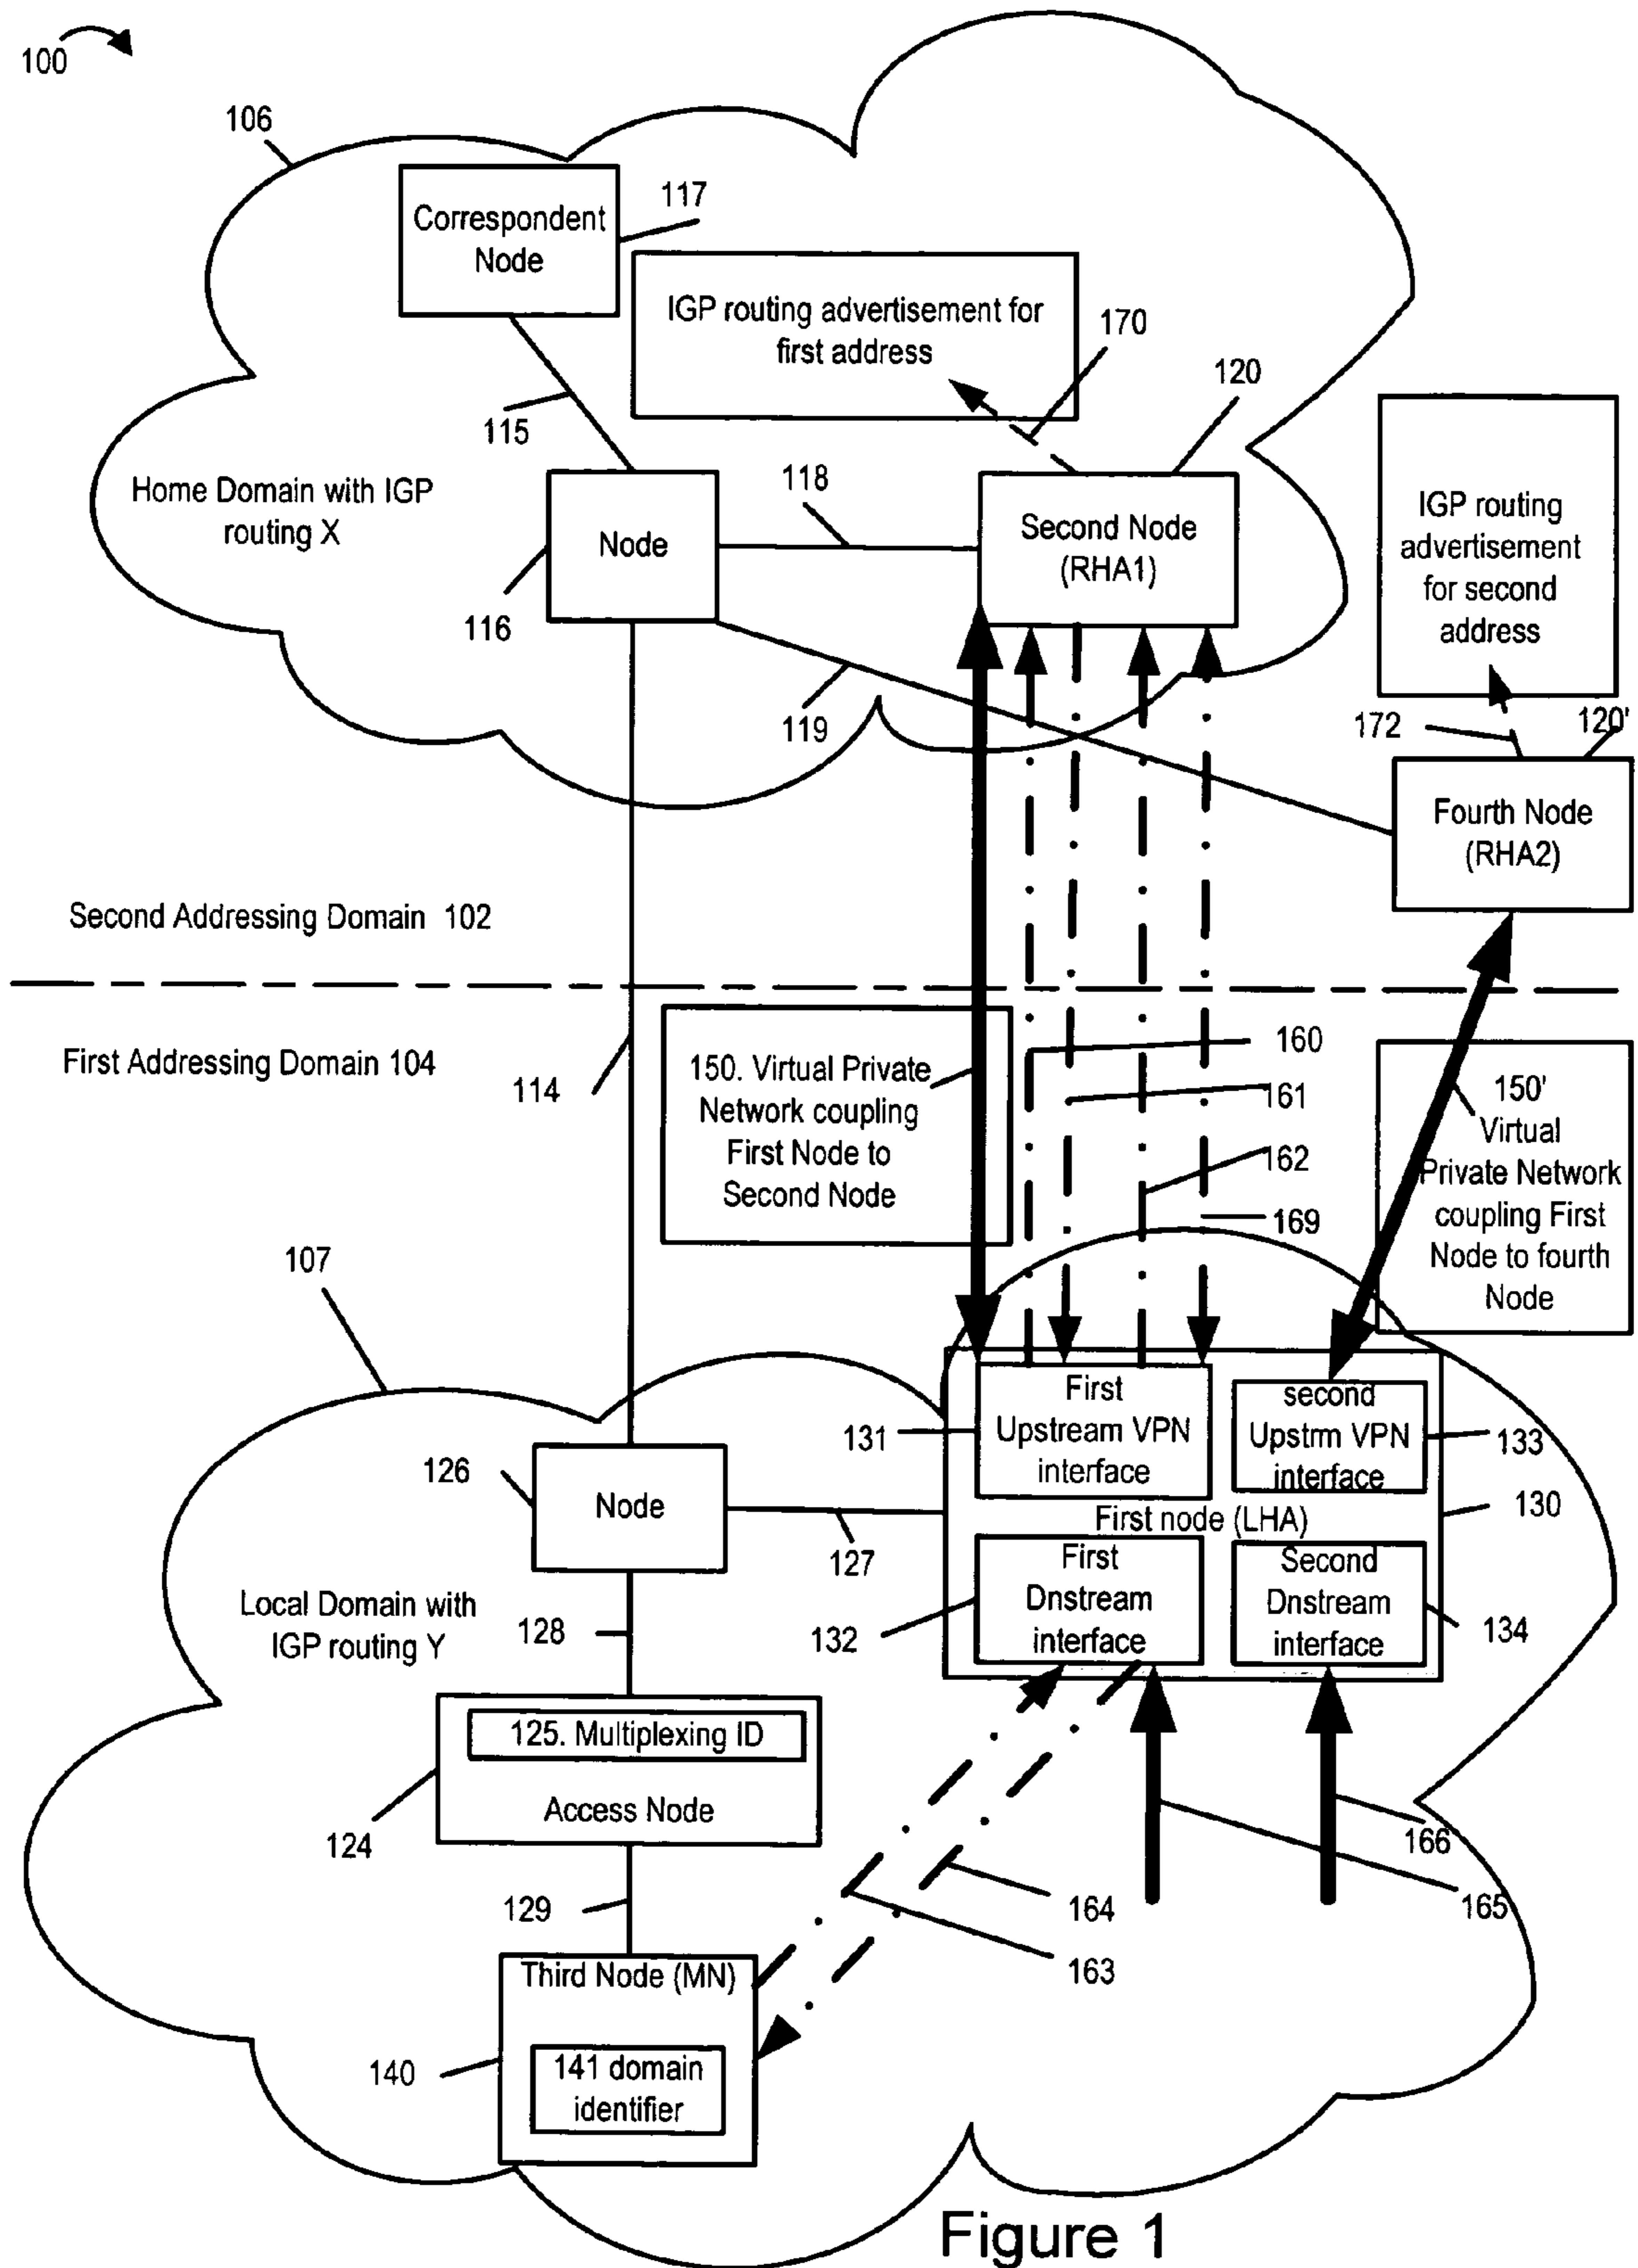 100
106
Correspondent
Node
117
IGP routing advertisement for
first address
170
120
115
Home Domain with IGP
routing X
118
Node
Second Node
(RHA1)
IGP routing
advertisement
for second
address
116
119
172
120'
Fourth Node
(RHA2)
Second Addressing Domain 102
First Addressing Domain 104
114
150. Virtual Private
Network coupling
First Node to
Second Node
160
161
162
169
150'
Virtual
Private Network
coupling First
Node to fourth
Node
107
First
Upstream VPN
interface
131
second
Upstrm VPN
interface
133
126
Node
First node (LHA)
130
127
First
Dnstream
interface
132
Second
Dnstream
interface
134
Local Domain with
IGP routing Y
128
125. Multiplexing ID
Access Node
124
166
165
129
164
163
Third Node (MN)
140
141 domain
identifier
Figure 1